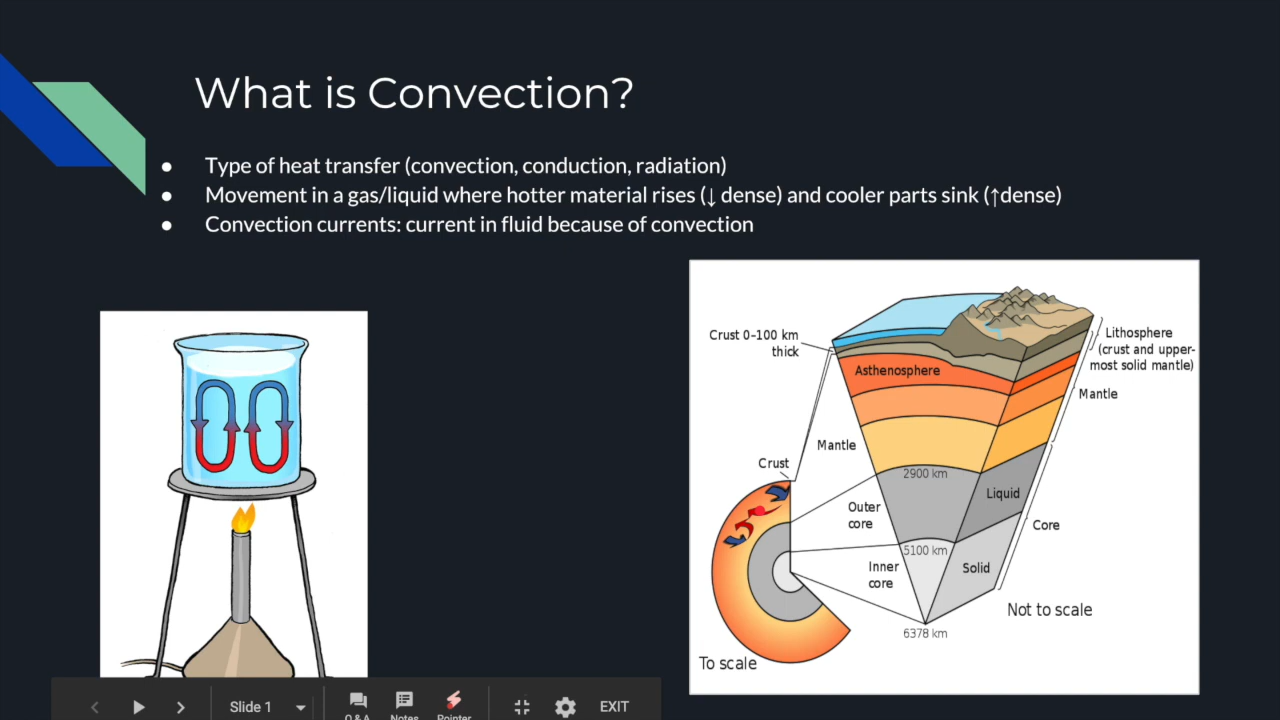 What is Convection?
● Type of heat transfer (convection, conduction, radiation)
● Movement in a gas/liquid where hotter material rises (↓ dense) and cooler parts sink (↑dense)
● Convection currents: current in fluid because of convection
Crust 0–100 km
thick
Lithosphere
(crust and upper-
most solid mantle)
Asthenosphere
Mantle
Mantle
Crust
2900 km
Liquid
Outer
core
Core
5100 km
Inner
core
Solid
Not to scale
6378 km
To scale
Slide 1
Q & A
Notes
Pointer
EXIT